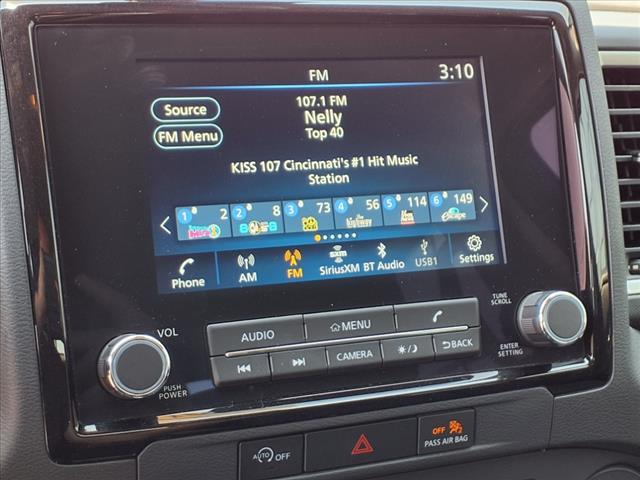 FM
3:10
Source
FM Menu
107.1 FM
Nelly
Top 40
KISS 107 Cincinnati's #1 Hit Music
Station
1 2
2 8
3 73
4 56
5 114
6 149
Phone
AM
FM
SiriusXM
BT Audio
USB1
Settings
VOL
PUSH
POWER
AUDIO
MENU
CAMERA
BACK
TUNE
SCROLL
ENTER
SETTING
AUTO OFF
OFF
PASS AIR BAG